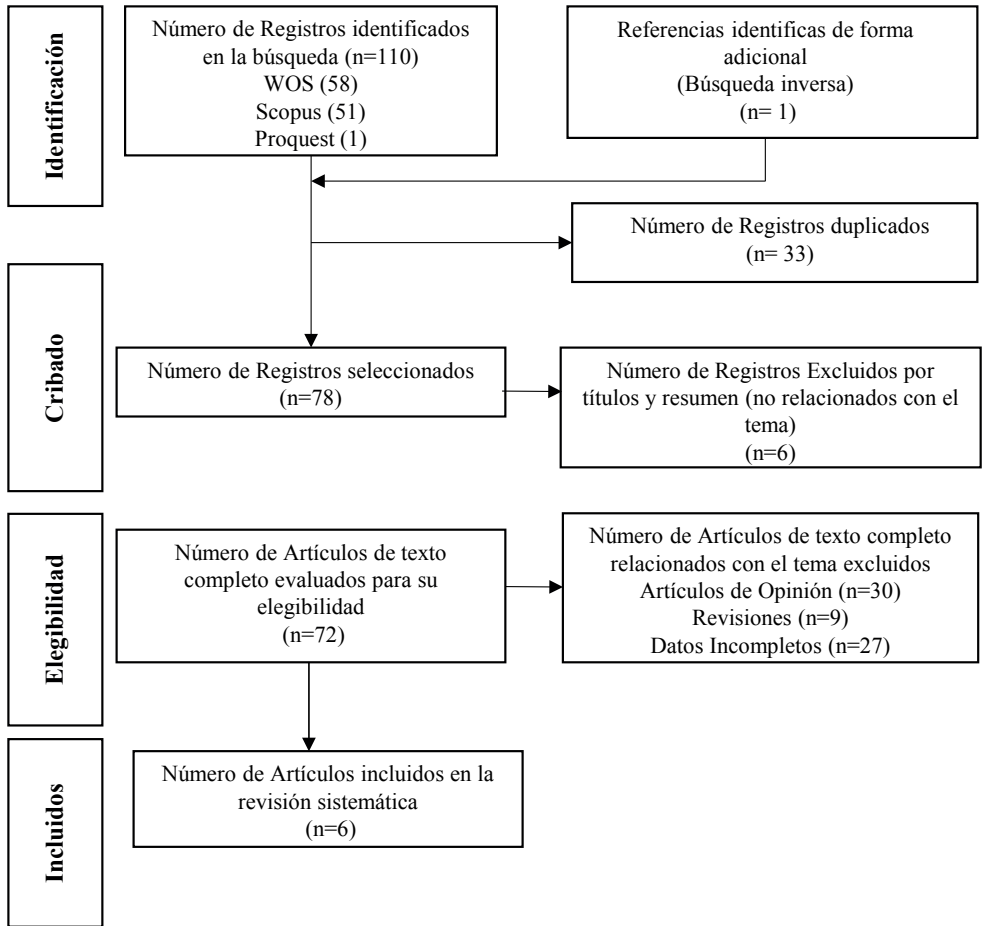 Identificación
Número de Registros identificados
en la búsqueda (n=110)
WOS (58)
Scopus (51)
Proquest (1)
Referencias identificas de forma
adicional
(Búsqueda inversa)
(n= 1)
Número de Registros duplicados
(n= 33)
Cribado
Número de Registros seleccionados
(n=78)
Número de Registros Excluidos por
títulos y resumen (no relacionados con el
tema)
(n=6)
Elegibilidad
Número de Artículos de texto
completo evaluados para su
elegibilidad
(n=72)
Número de Artículos de texto completo
relacionados con el tema excluidos
Artículos de Opinión (n=30)
Revisiones (n=9)
Datos Incompletos (n=27)
Incluidos
Número de Artículos incluidos en la
revisión sistemática
(n=6)